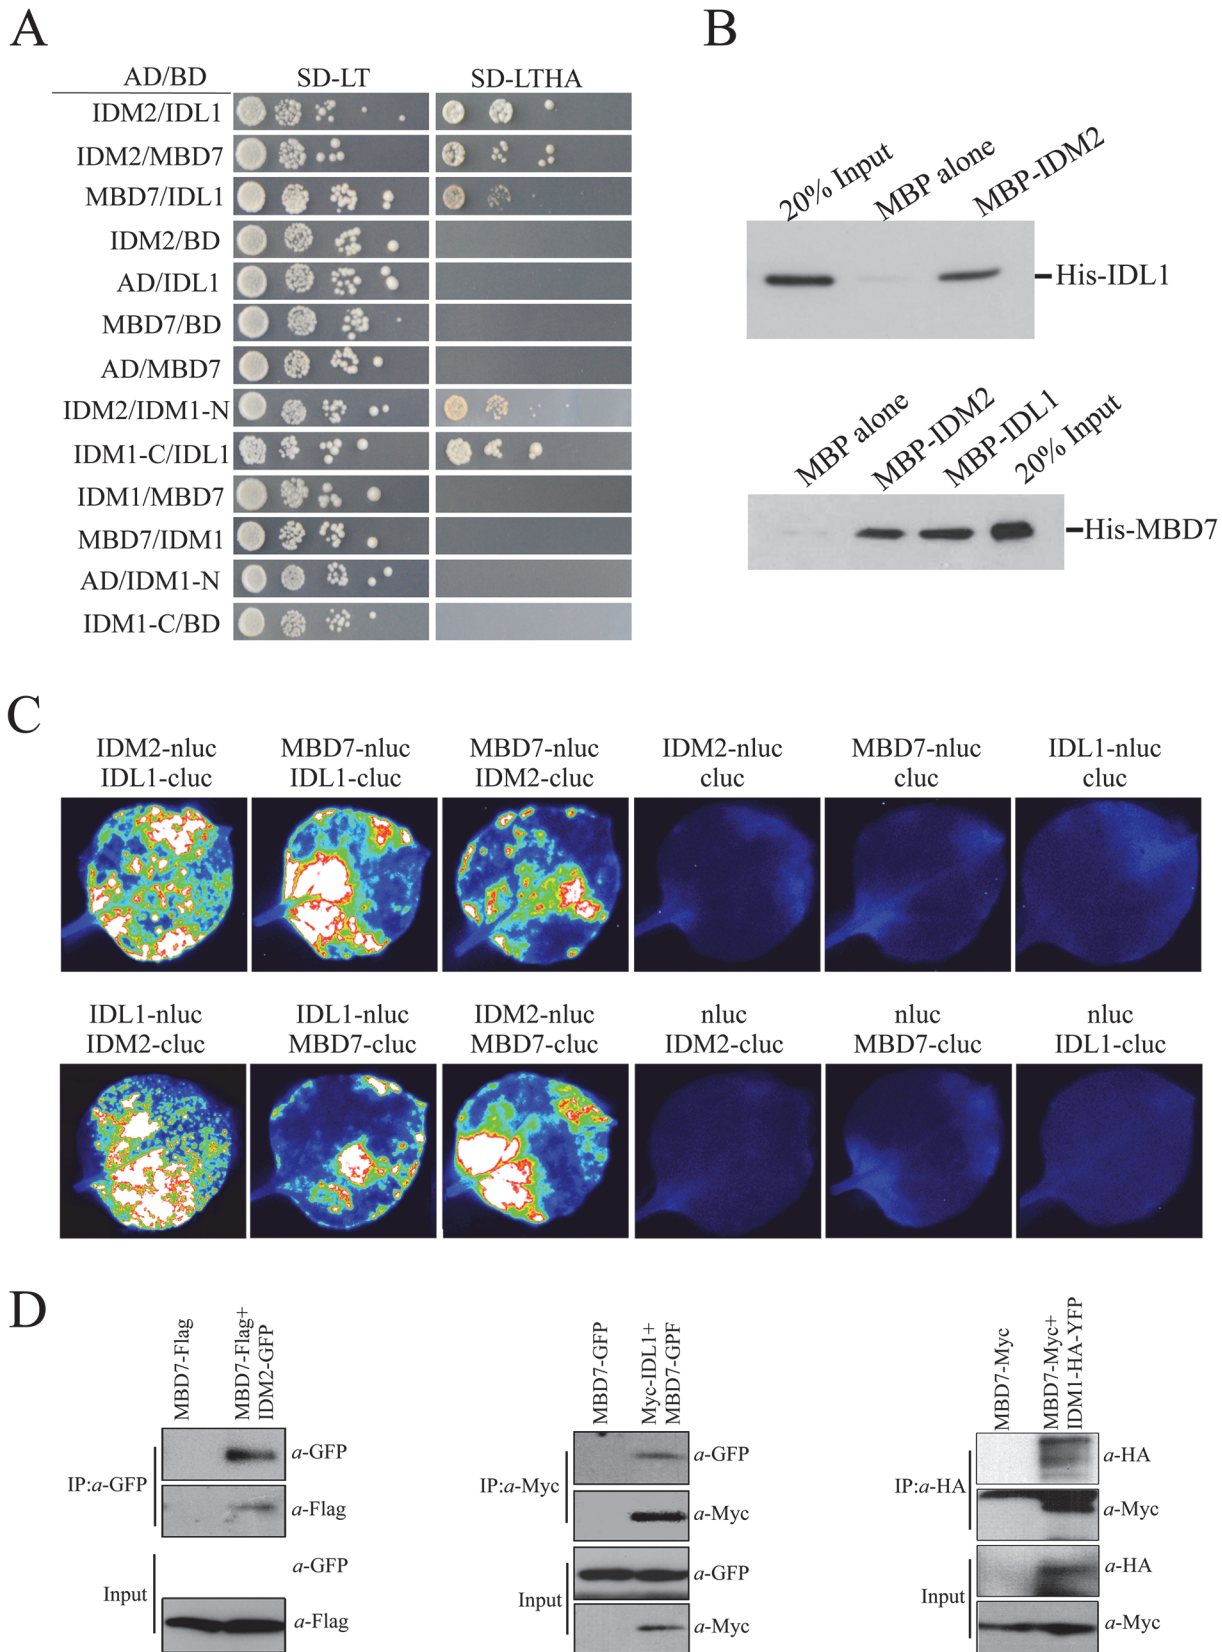 A
AD/BD SD-LT SD-LTHA
IDM2/IDL1
IDM2/MBD7
MBD7/IDL1
IDM2/BD
AD/IDL1
MBD7/BD
AD/MBD7
IDM2/IDM1-N
IDM1-C/IDL1
IDM1/MBD7
MBD7/IDM1
AD/IDM1-N
IDM1-C/BD
B
20% Input
MBP alone
MBP-IDM2
His-IDL1
MBP alone
MBP-IDM2
MBP-IDL1
20% Input
His-MBD7
C
IDM2-nluc MBD7-nluc MBD7-nluc IDM2-nluc MBD7-nluc IDL1-nluc
IDL1-cluc IDL1-cluc IDM2-cluc cluc cluc cluc
IDL1-nluc IDL1-nluc IDM2-nluc nluc nluc nluc
IDM2-cluc MBD7-cluc MBD7-cluc IDM2-cluc MBD7-cluc IDL1-cluc
D
MBD7-Flag
MBD7-Flag+
IDM2-GFP
IP:a-GFP
a-GFP
a-Flag
Input
a-GFP
a-Flag
MBD7-GFP
Myc-IDL1+
MBD7-GPF
IP:a-Myc
a-GFP
a-Myc
Input
a-GFP
a-Myc
MBD7-Myc
MBD7-Myc+
IDM1-HA-YFP
IP:a-HA
a-HA
a-Myc
Input
a-HA
a-Myc